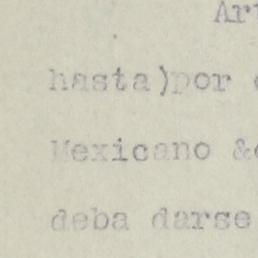 Art
hasta)por
Mexicano &
deba darse